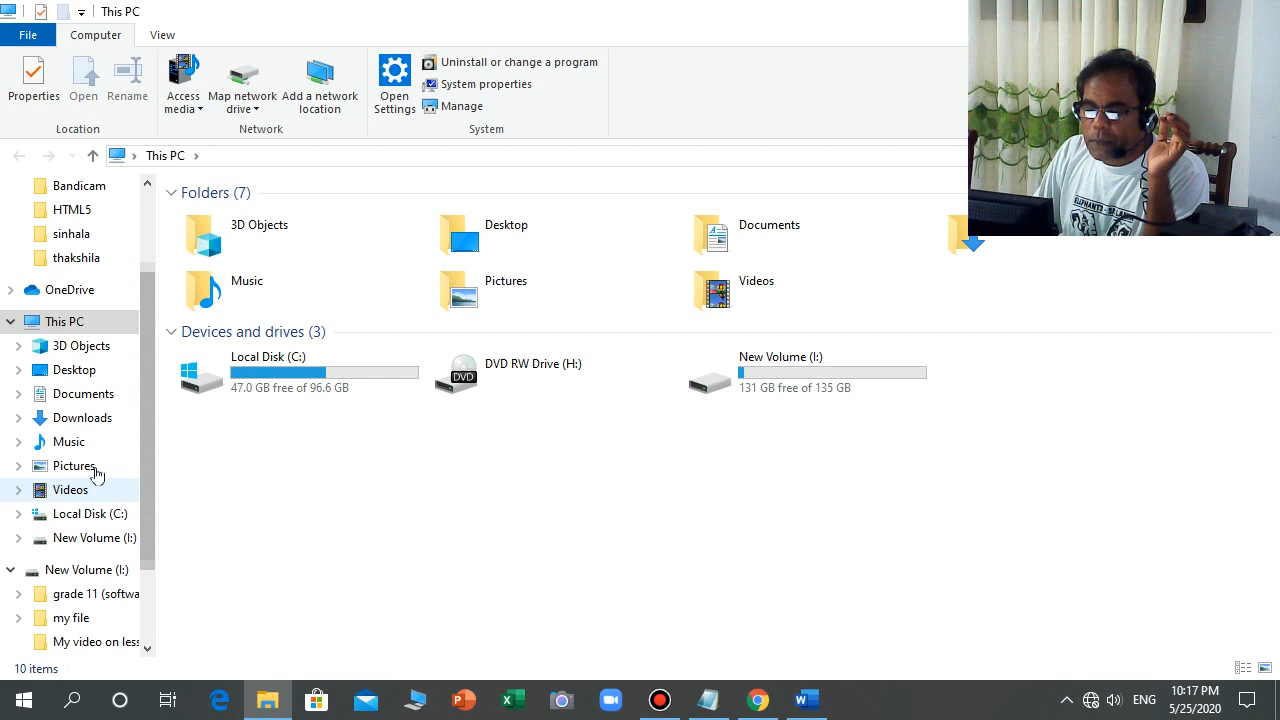 This PC
File
Computer
View
Properties
Open
Rename
Access media
Map network drive
Add a network location
Open Settings
Uninstall or change a program
System properties
Manage
Location
Network
System
This PC
Bandicam
HTML5
sinhala
thakshila
OneDrive
This PC
3D Objects
Desktop
Documents
Downloads
Music
Pictures
Videos
Local Disk (C:)
New Volume (I:)
New Volume (I:)
grade 11 (softwa
my file
My video on less
Folders (7)
3D Objects
Desktop
Documents
Music
Pictures
Videos
Devices and drives (3)
Local Disk (C:)
47.0 GB free of 96.6 GB
DVD
DVD RW Drive (H:)
New Volume (I:)
131 GB free of 135 GB
10 items
ENG
10:17 PM
5/25/2020